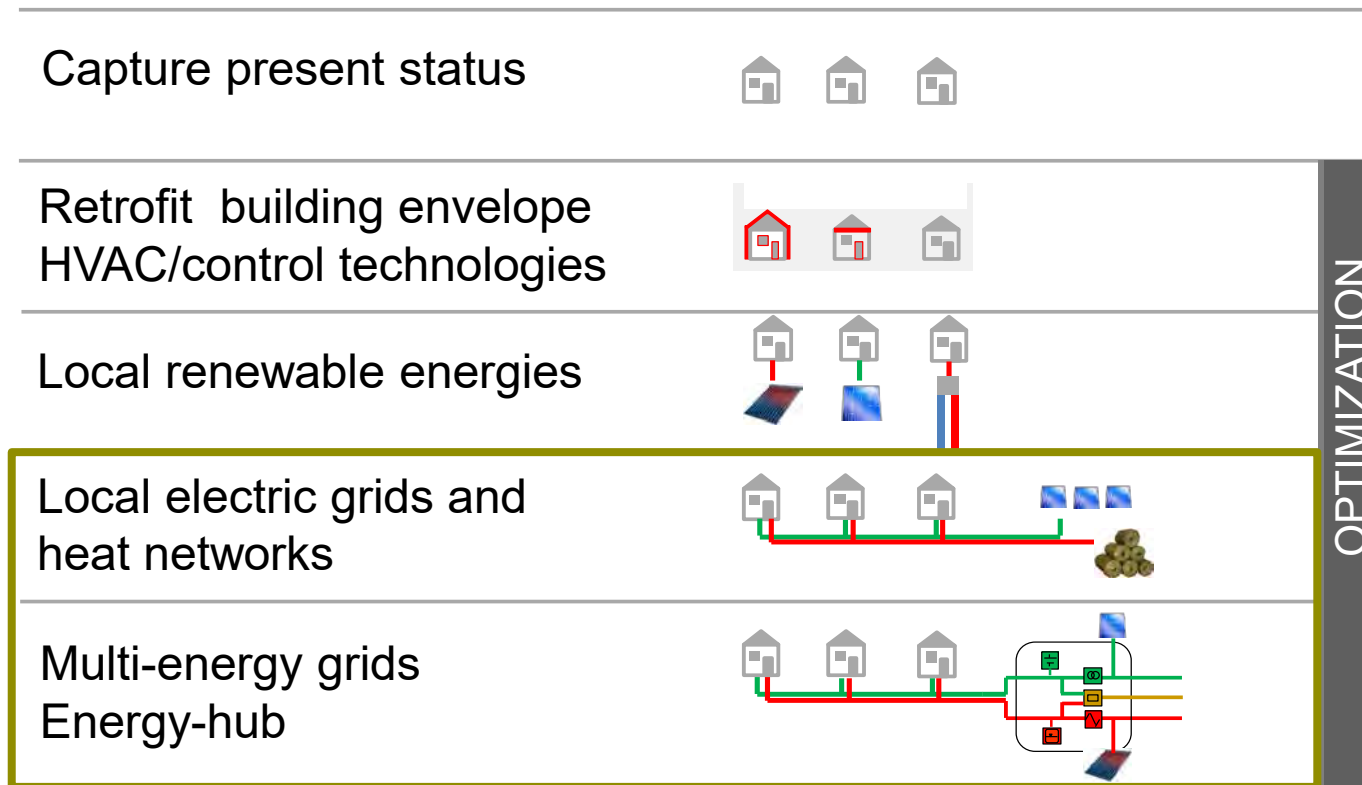 Capture present status
Retrofit building envelope
HVAC/control technologies
Local renewable energies
Local electric grids and
heat networks
Multi-energy grids
Energy-hub
OPTIMIZATION